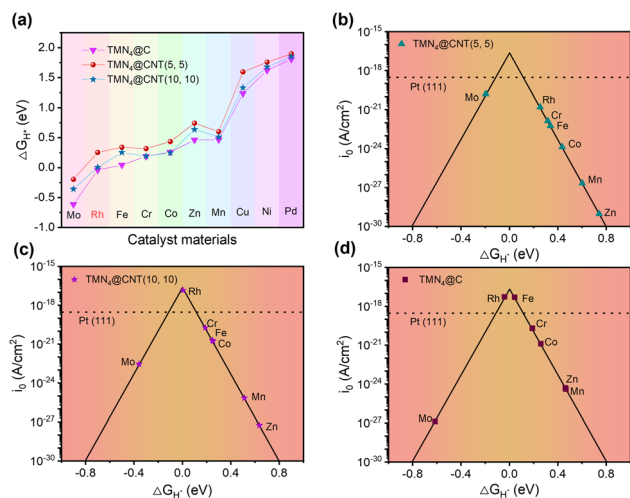 (a)
TMN₄@C
TMN₄@CNT(5, 5)
TMN₄@CNT(10, 10)
△G_H* (eV)
2.0
1.5
1.0
0.5
0.0
-0.5
-1.0
Mo Rh Fe Cr Co Zn Mn Cu Ni Pd
Catalyst materials
(b)
TMN₄@CNT(5, 5)
i₀ (A/cm²)
10⁻¹⁵
10⁻¹⁸
10⁻²¹
10⁻²⁴
10⁻²⁷
10⁻³⁰
Pt (111)
Mo
Rh
Cr
Fe
Co
Mn
Zn
-0.8 -0.4 0.0 0.4 0.8
△G_H* (eV)
(c)
TMN₄@CNT(10, 10)
i₀ (A/cm²)
10⁻¹⁵
10⁻¹⁸
10⁻²¹
10⁻²⁴
10⁻²⁷
10⁻³⁰
Rh
Pt (111)
Cr
Fe
Co
Mo
Mn
Zn
-0.8 -0.4 0.0 0.4 0.8
△G_H* (eV)
(d)
TMN₄@C
i₀ (A/cm²)
10⁻¹⁵
10⁻¹⁸
10⁻²¹
10⁻²⁴
10⁻²⁷
10⁻³⁰
Rh Fe
Pt (111)
Cr
Co
Zn
Mn
Mo
-0.8 -0.4 0.0 0.4 0.8
△G_H* (eV)